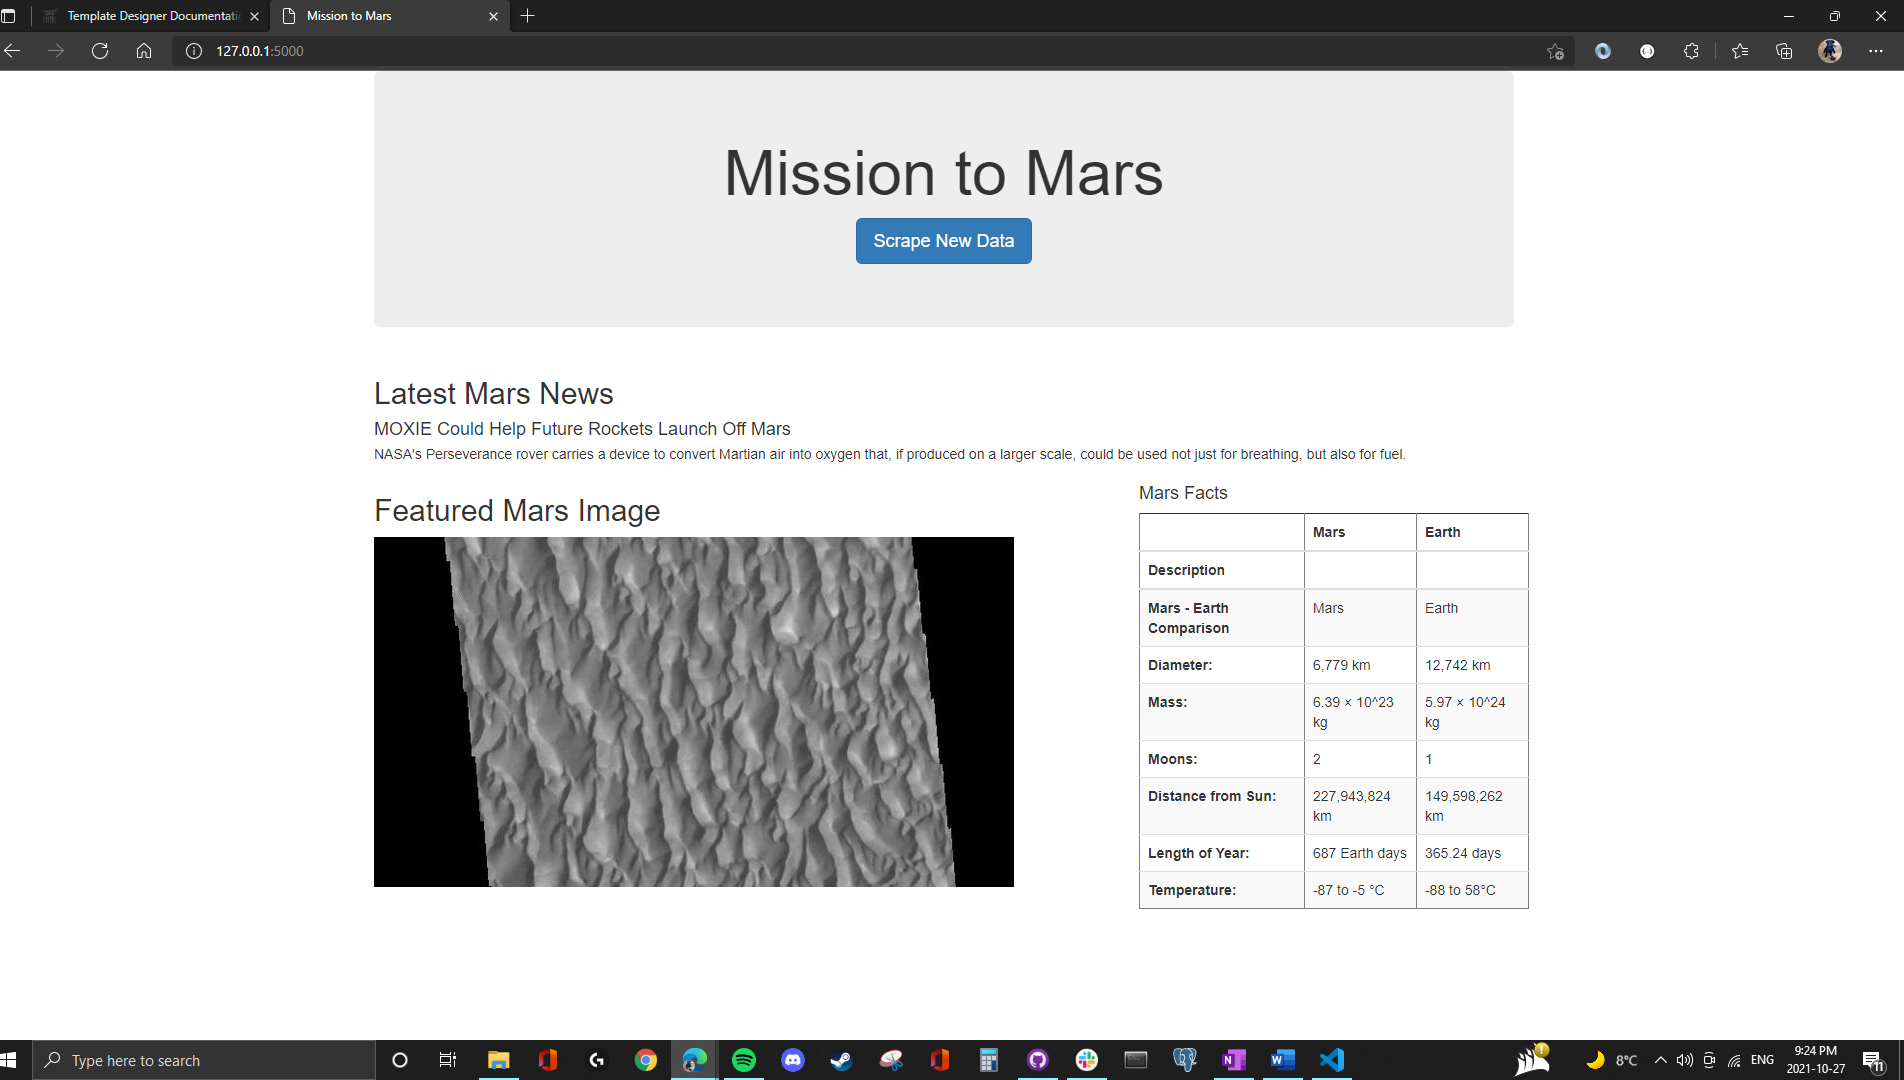 Template Designer Documentati
Mission to Mars
127.0.0.1:5000
Mission to Mars
Scrape New Data
Latest Mars News
MOXIE Could Help Future Rockets Launch Off Mars
NASA's Perseverance rover carries a device to convert Martian air into oxygen that, if produced on a larger scale, could be used not just for breathing, but also for fuel.
Featured Mars Image
Mars Facts
Mars Earth
Description
Mars - Earth Comparison Mars Earth
Diameter: 6,779 km 12,742 km
Mass: 6.39 × 10^23 kg 5.97 × 10^24 kg
Moons: 2 1
Distance from Sun: 227,943,824 km 149,598,262 km
Length of Year: 687 Earth days 365.24 days
Temperature: -87 to -5 °C -88 to 58°C
Type here to search
8°C
ENG
9:24 PM
2021-10-27
11